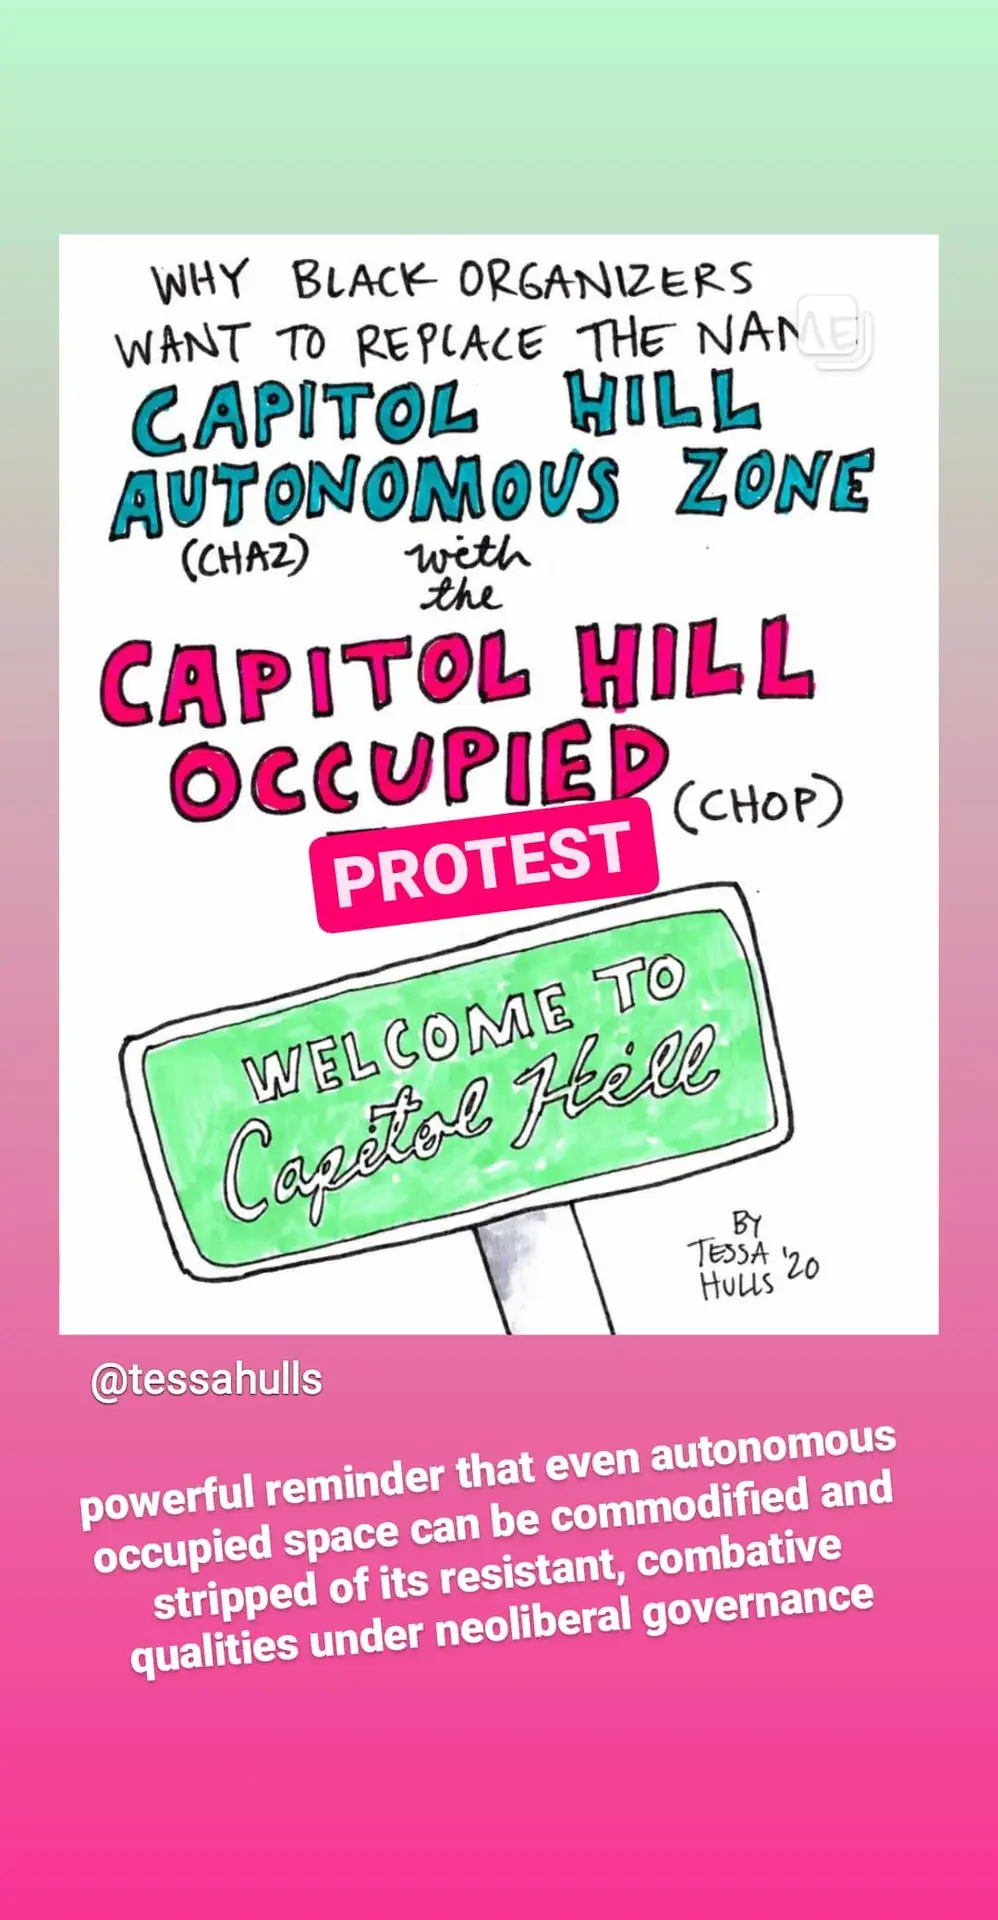 WHY BLACK ORGANIZERS
WANT TO REPLACE THE NAME
CAPITOL HILL
AUTONOMOUS ZONE
(CHAZ) with
the
CAPITOL HILL
OCCUPIED
PROTEST (CHOP)
WELCOME TO
Capitol Hill
BY
TESSA '20
HULLS
@tessahulls
powerful reminder that even autonomous
occupied space can be commodified and
stripped of its resistant, combative
qualities under neoliberal governance